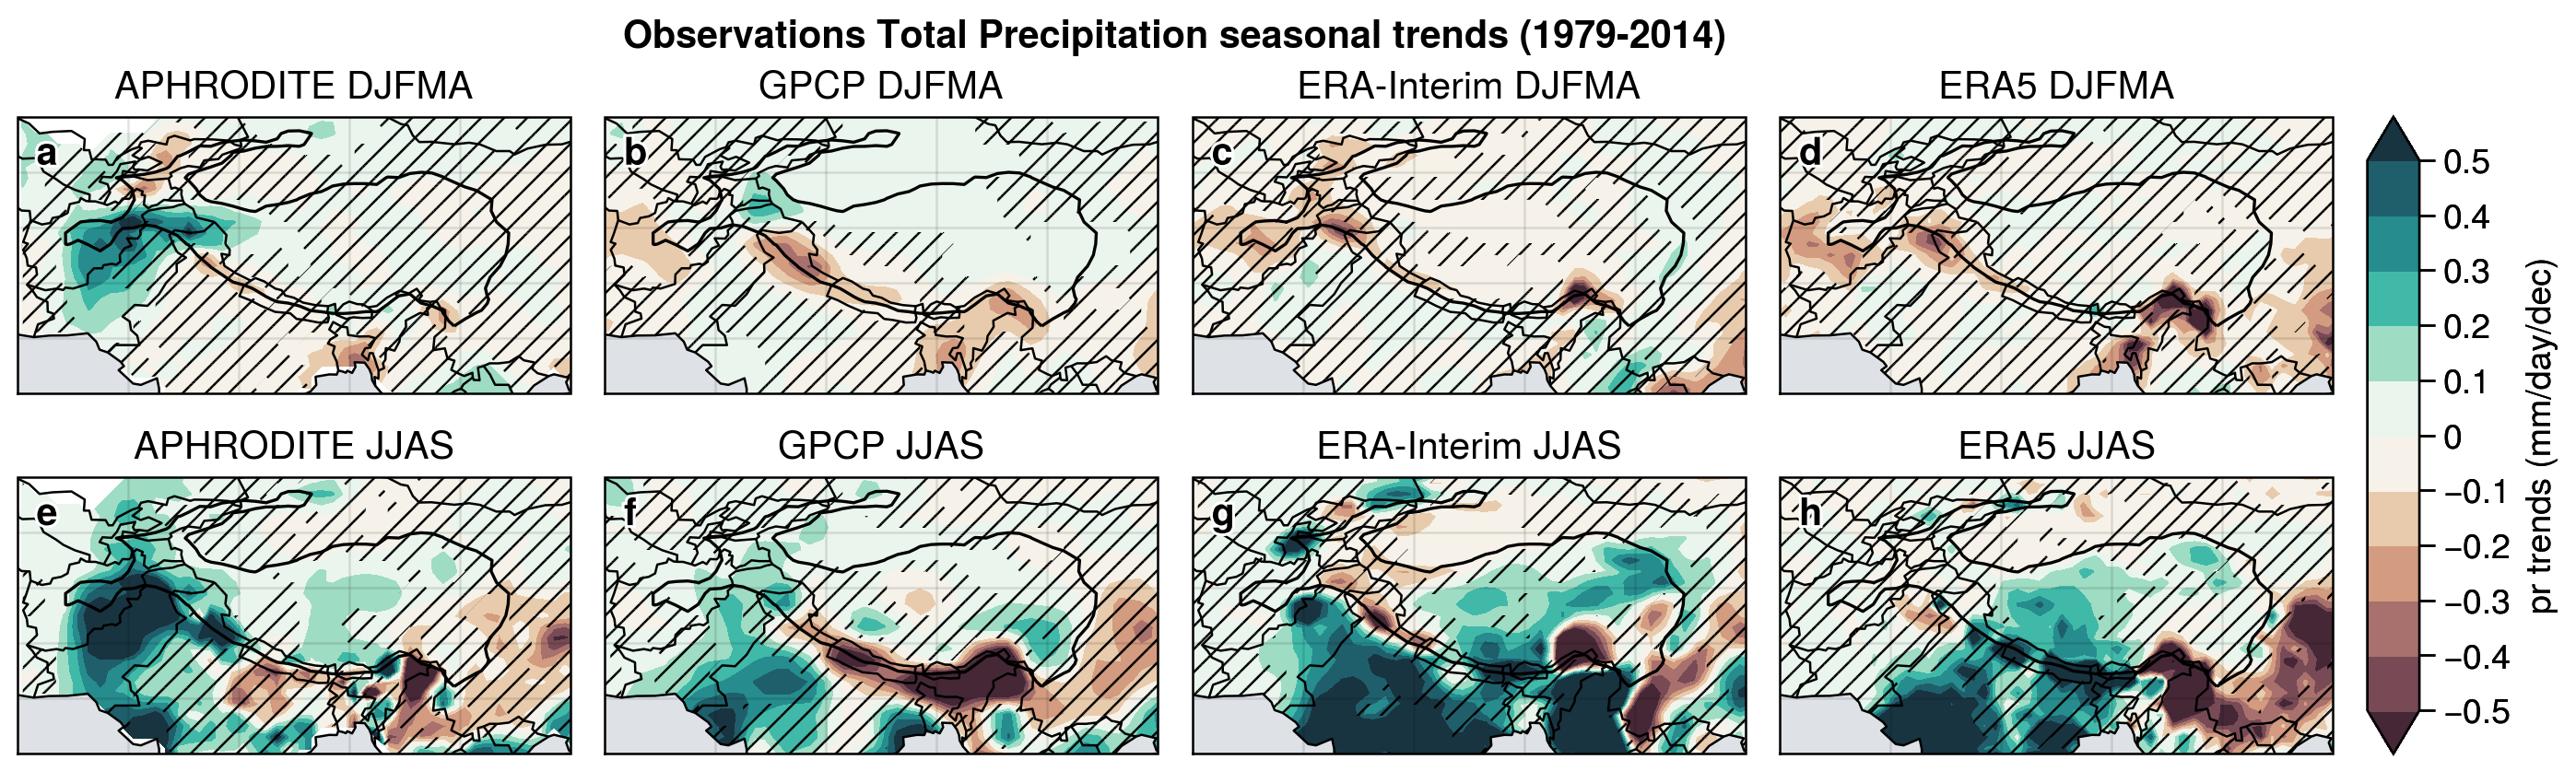 Observations Total Precipitation seasonal trends (1979-2014)
APHRODITE DJFMA
GPCP DJFMA
ERA-Interim DJFMA
ERA5 DJFMA
a
b
c
d
APHRODITE JJAS
GPCP JJAS
ERA-Interim JJAS
ERA5 JJAS
e
f
g
h
0.5
0.4
0.3
0.2
0.1
0
−0.1
−0.2
−0.3
−0.4
−0.5
pr trends (mm/day/dec)